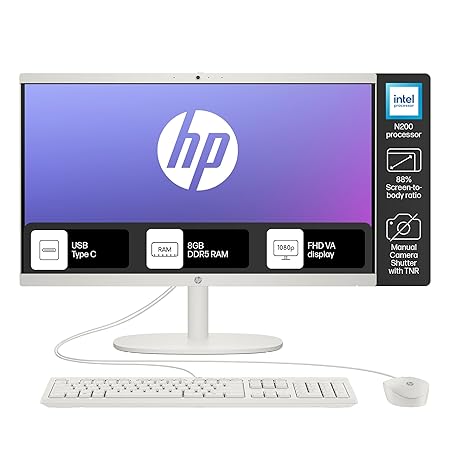 hp
intel
processor
N200
processor
88%
Screen-to-
body ratio
Manual
Camera
Shutter
with TNR
USB
Type C
RAM
8GB
DDR5 RAM
1080p
FHD VA
display
hp